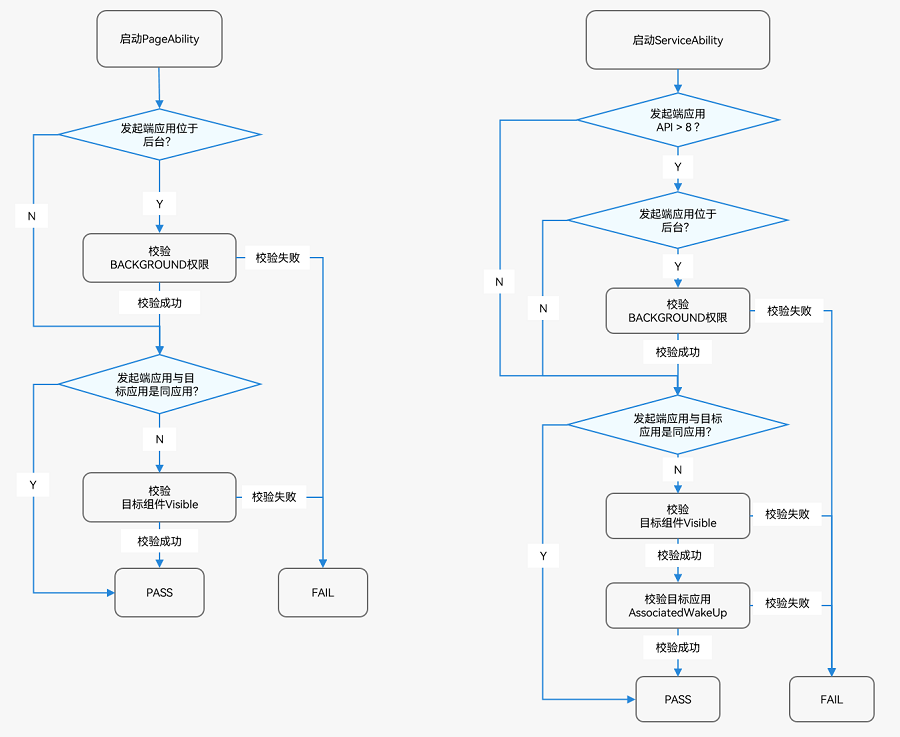 启动PageAbility
发起端应用位于
后台?
Y
N
校验
BACKGROUND权限
校验失败
校验成功
发起端应用与目
标应用是同应用?
N
Y
校验
目标组件Visible
校验失败
校验成功
PASS
FAIL
启动ServiceAbility
发起端应用
API > 8 ?
Y
发起端应用位于
后台?
Y
N
N
校验
BACKGROUND权限
校验失败
校验成功
发起端应用与目标
应用是同应用?
N
校验
目标组件Visible
校验失败
Y
校验成功
校验目标应用
AssociatedWakeUp
校验失败
校验成功
PASS
FAIL